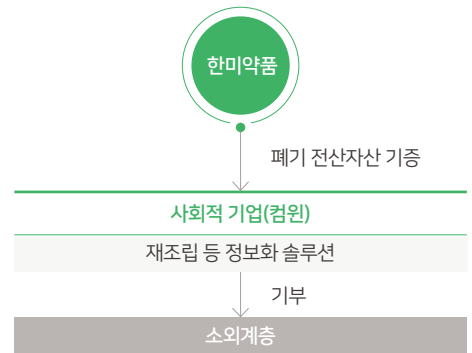 한미약품
폐기 전산자산 기증
사회적 기업(컴윈)
재조립 등 정보화 솔루션
기부
소외계층